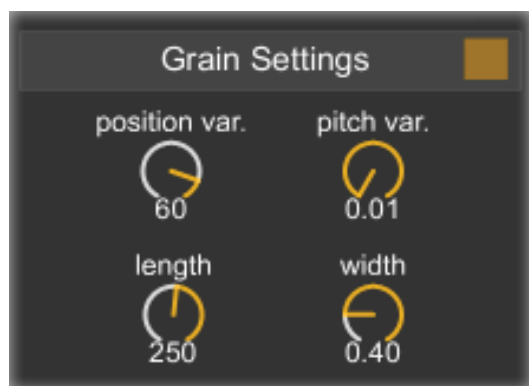 Grain Settings
position var. pitch var.
60 0.01
length width
250 0.40